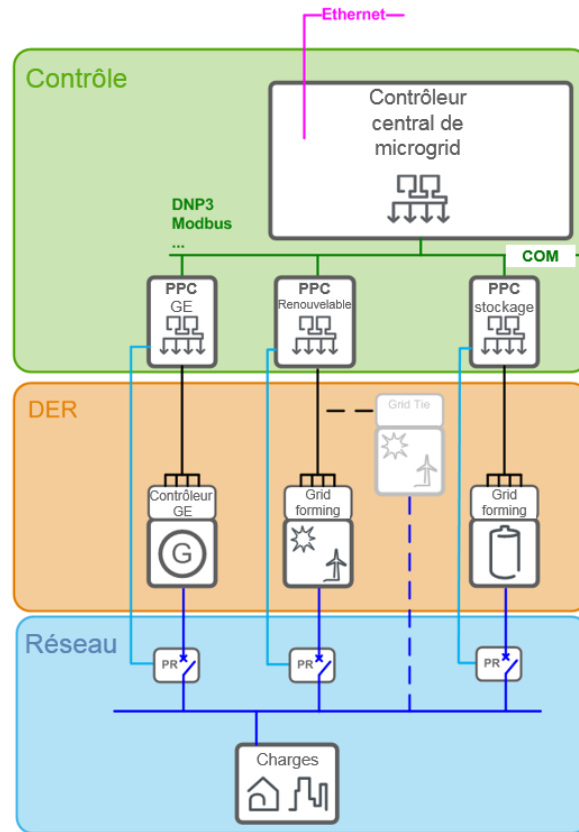 Ethernet
Contrôle
Contrôleur
central de
microgrid
DNP3
Modbus
...
COM
PPC
GE
PPC
Renouvelable
PPC
stockage
DER
Grid Tie
Contrôleur
GE
Grid
forming
Grid
forming
G
Réseau
PR
PR
PR
Charges